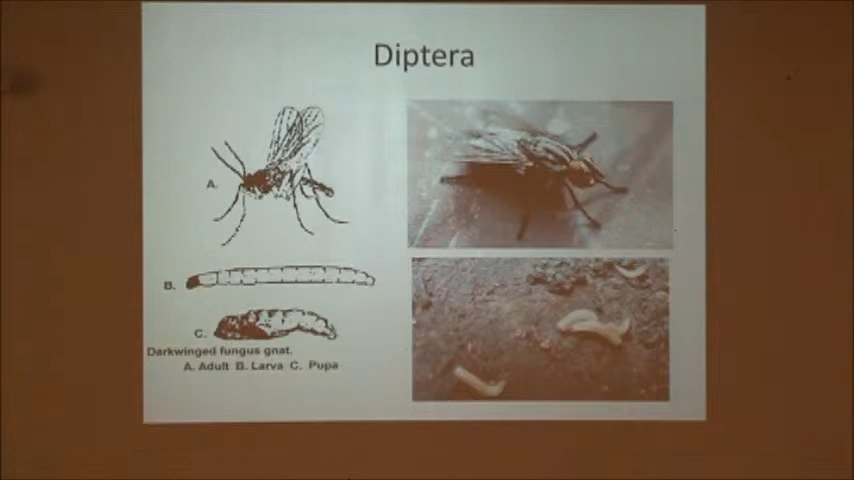 Diptera
A.
B.
C.
Darkwinged fungus gnat.
A. Adult B. Larva C. Pupa